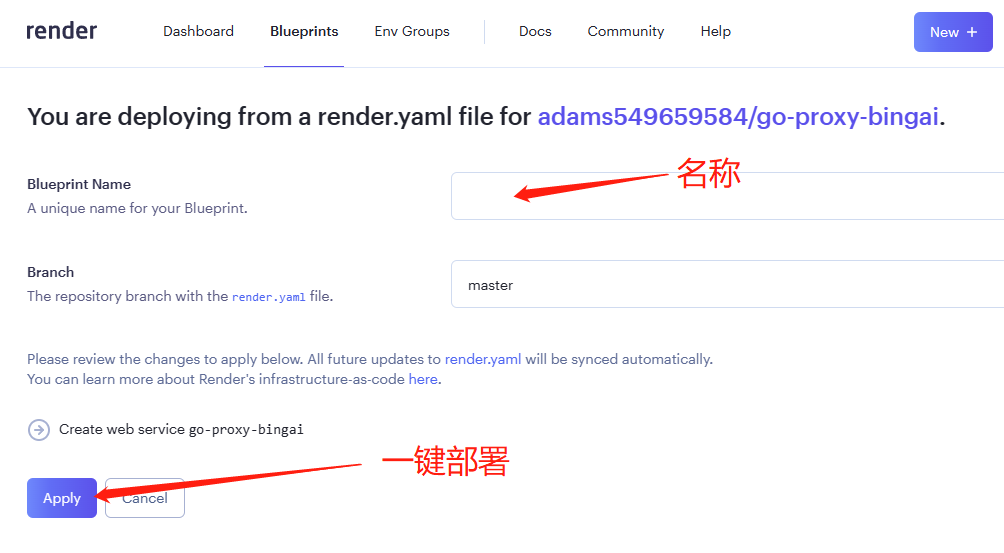 render Dashboard Blueprints Env Groups Docs Community Help New +
You are deploying from a render.yaml file for adams549659584/go-proxy-bingai.
名称
Blueprint Name
A unique name for your Blueprint.
Branch
The repository branch with the render.yaml file.
master
Please review the changes to apply below. All future updates to render.yaml will be synced automatically.
You can learn more about Render's infrastructure-as-code here.
Create web service go-proxy-bingai
一键部署
Apply Cancel